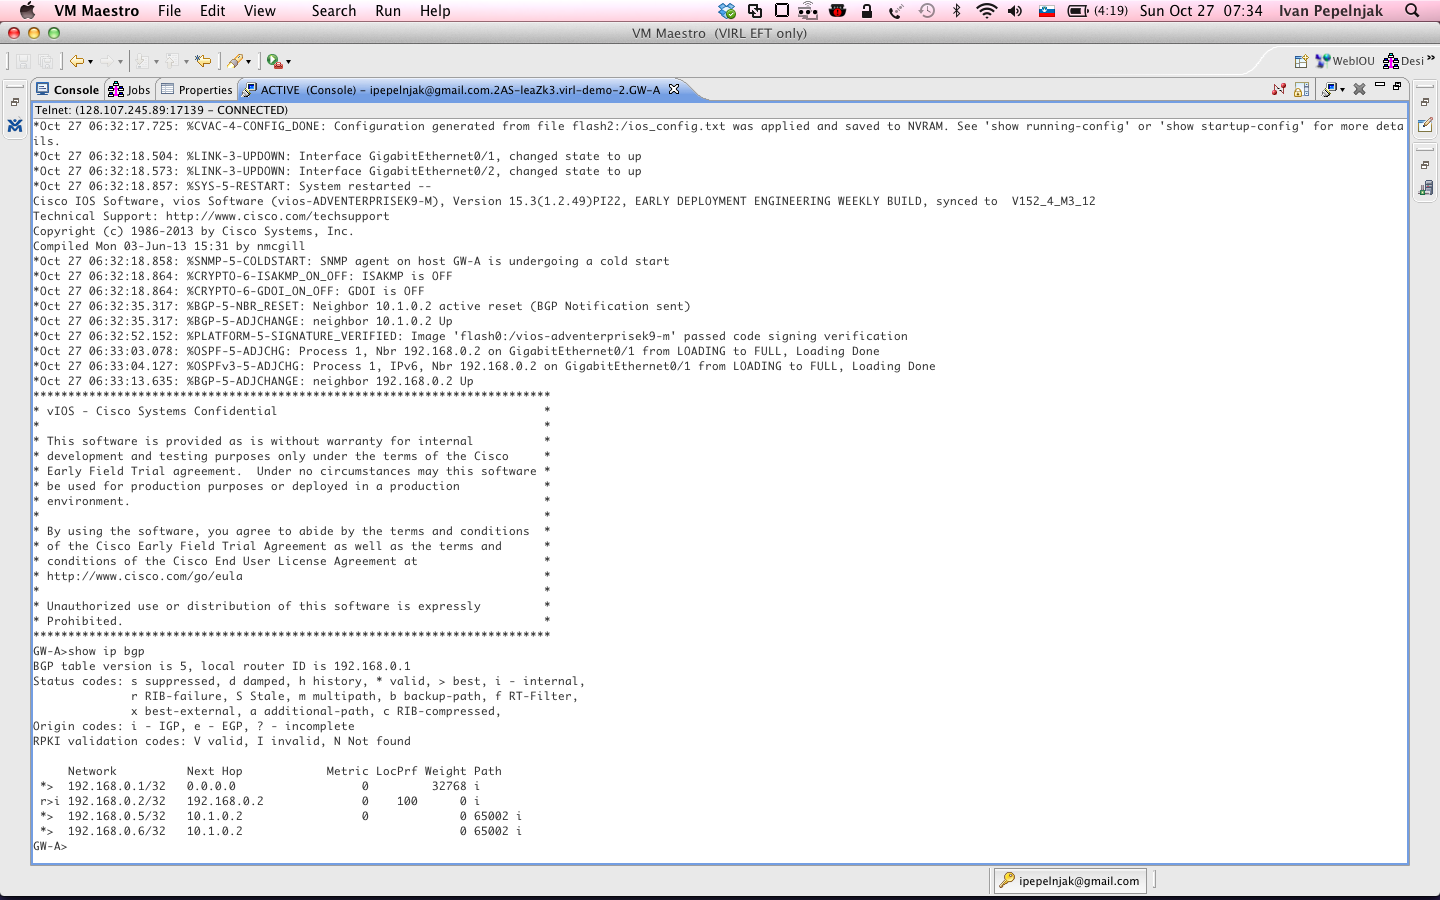 VM Maestro File Edit View Search Run Help (4:19) Sun Oct 27 07:34 Ivan Pepelnjak
VM Maestro (VIRL EFT only)
WebIOU Desi »
Console Jobs Properties ACTIVE (Console) - ipepelnjak@gmail.com.2AS-leaZk3.virl-demo-2.GW-A
Telnet: (128.107.245.89:17139 - CONNECTED)
*Oct 27 06:32:17.725: %CVAC-4-CONFIG_DONE: Configuration generated from file flash2:/ios_config.txt was applied and saved to NVRAM. See 'show running-config' or 'show startup-config' for more deta
ils.
*Oct 27 06:32:18.504: %LINK-3-UPDOWN: Interface GigabitEthernet0/1, changed state to up
*Oct 27 06:32:18.573: %LINK-3-UPDOWN: Interface GigabitEthernet0/2, changed state to up
*Oct 27 06:32:18.857: %SYS-5-RESTART: System restarted --
Cisco IOS Software, vios Software (vios-ADVENTERPRISEK9-M), Version 15.3(1.2.49)PI22, EARLY DEPLOYMENT ENGINEERING WEEKLY BUILD, synced to  V152_4_M3_12
Technical Support: http://www.cisco.com/techsupport
Copyright (c) 1986-2013 by Cisco Systems, Inc.
Compiled Mon 03-Jun-13 15:31 by nmcgill
*Oct 27 06:32:18.858: %SNMP-5-COLDSTART: SNMP agent on host GW-A is undergoing a cold start
*Oct 27 06:32:18.864: %CRYPTO-6-ISAKMP_ON_OFF: ISAKMP is OFF
*Oct 27 06:32:18.864: %CRYPTO-6-GDOI_ON_OFF: GDOI is OFF
*Oct 27 06:32:35.317: %BGP-5-NBR_RESET: Neighbor 10.1.0.2 active reset (BGP Notification sent)
*Oct 27 06:32:35.317: %BGP-5-ADJCHANGE: neighbor 10.1.0.2 Up
*Oct 27 06:32:52.152: %PLATFORM-5-SIGNATURE_VERIFIED: Image 'flash0:/vios-adventerprisek9-m' passed code signing verification
*Oct 27 06:33:03.078: %OSPF-5-ADJCHG: Process 1, Nbr 192.168.0.2 on GigabitEthernet0/1 from LOADING to FULL, Loading Done
*Oct 27 06:33:04.127: %OSPFv3-5-ADJCHG: Process 1, IPv6, Nbr 192.168.0.2 on GigabitEthernet0/1 from LOADING to FULL, Loading Done
*Oct 27 06:33:13.635: %BGP-5-ADJCHANGE: neighbor 192.168.0.2 Up
**************************************************************************
* vIOS - Cisco Systems Confidential                                      *
*                                                                        *
* This software is provided as is without warranty for internal          *
* development and testing purposes only under the terms of the Cisco     *
* Early Field Trial agreement.  Under no circumstances may this software *
* be used for production purposes or deployed in a production            *
* environment.                                                           *
*                                                                        *
* By using the software, you agree to abide by the terms and conditions  *
* of the Cisco Early Field Trial Agreement as well as the terms and      *
* conditions of the Cisco End User License Agreement at                  *
* http://www.cisco.com/go/eula                                           *
*                                                                        *
* Unauthorized use or distribution of this software is expressly         *
* Prohibited.                                                            *
**************************************************************************
GW-A>show ip bgp
BGP table version is 5, local router ID is 192.168.0.1
Status codes: s suppressed, d damped, h history, * valid, > best, i - internal,
              r RIB-failure, S Stale, m multipath, b backup-path, f RT-Filter,
              x best-external, a additional-path, c RIB-compressed,
Origin codes: i - IGP, e - EGP, ? - incomplete
RPKI validation codes: V valid, I invalid, N Not found
     Network          Next Hop            Metric LocPrf Weight Path
 *>  192.168.0.1/32   0.0.0.0                  0         32768 i
 r>i 192.168.0.2/32   192.168.0.2              0    100      0 i
 *>  192.168.0.5/32   10.1.0.2                 0             0 65002 i
 *>  192.168.0.6/32   10.1.0.2                               0 65002 i
GW-A>
ipepelnjak@gmail.com